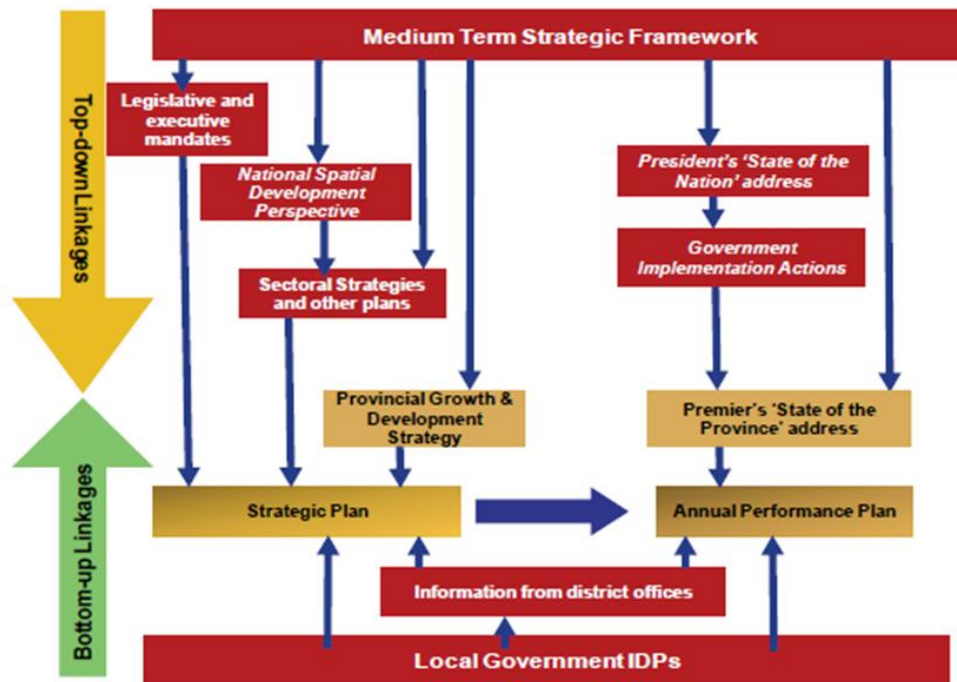 Medium Term Strategic Framework
Top-down Linkages
Legislative and
executive
mandates
National Spatial
Development
Perspective
President's 'State of the
Nation' address
Government
Implementation Actions
Sectoral Strategies
and other plans
Provincial Growth &
Development
Strategy
Premier's 'State of the
Province' address
Bottom-up Linkages
Strategic Plan
Annual Performance Plan
Information from district offices
Local Government IDPs